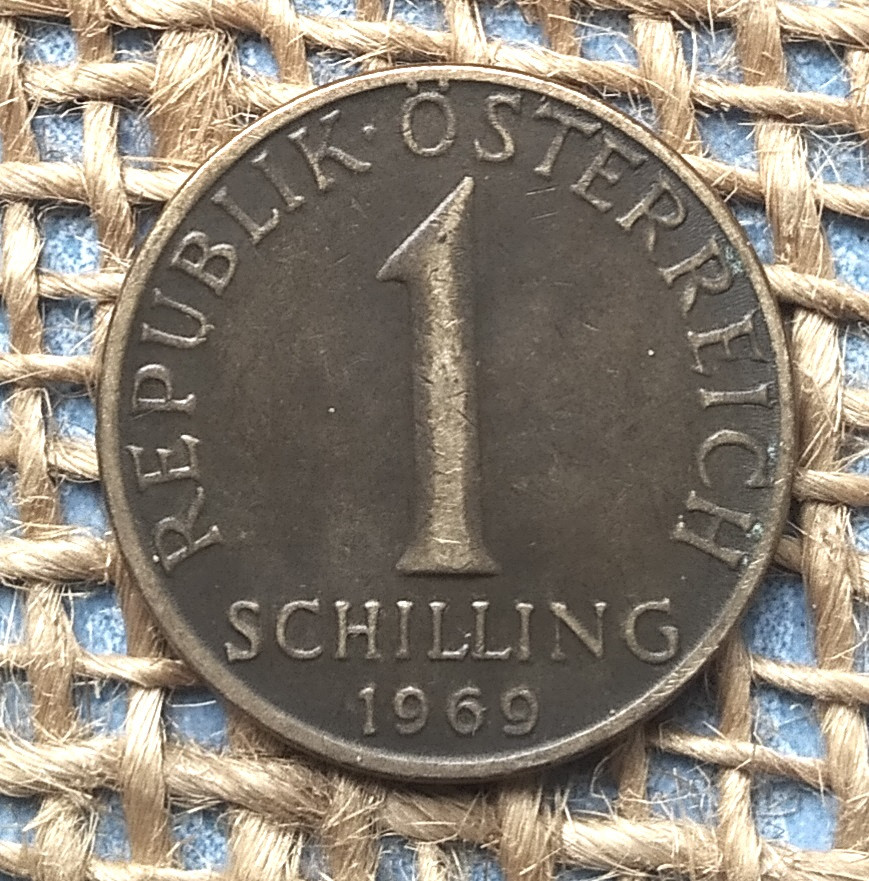 REPUBLIK·ÖSTERREICH
1
SCHILLING
1969